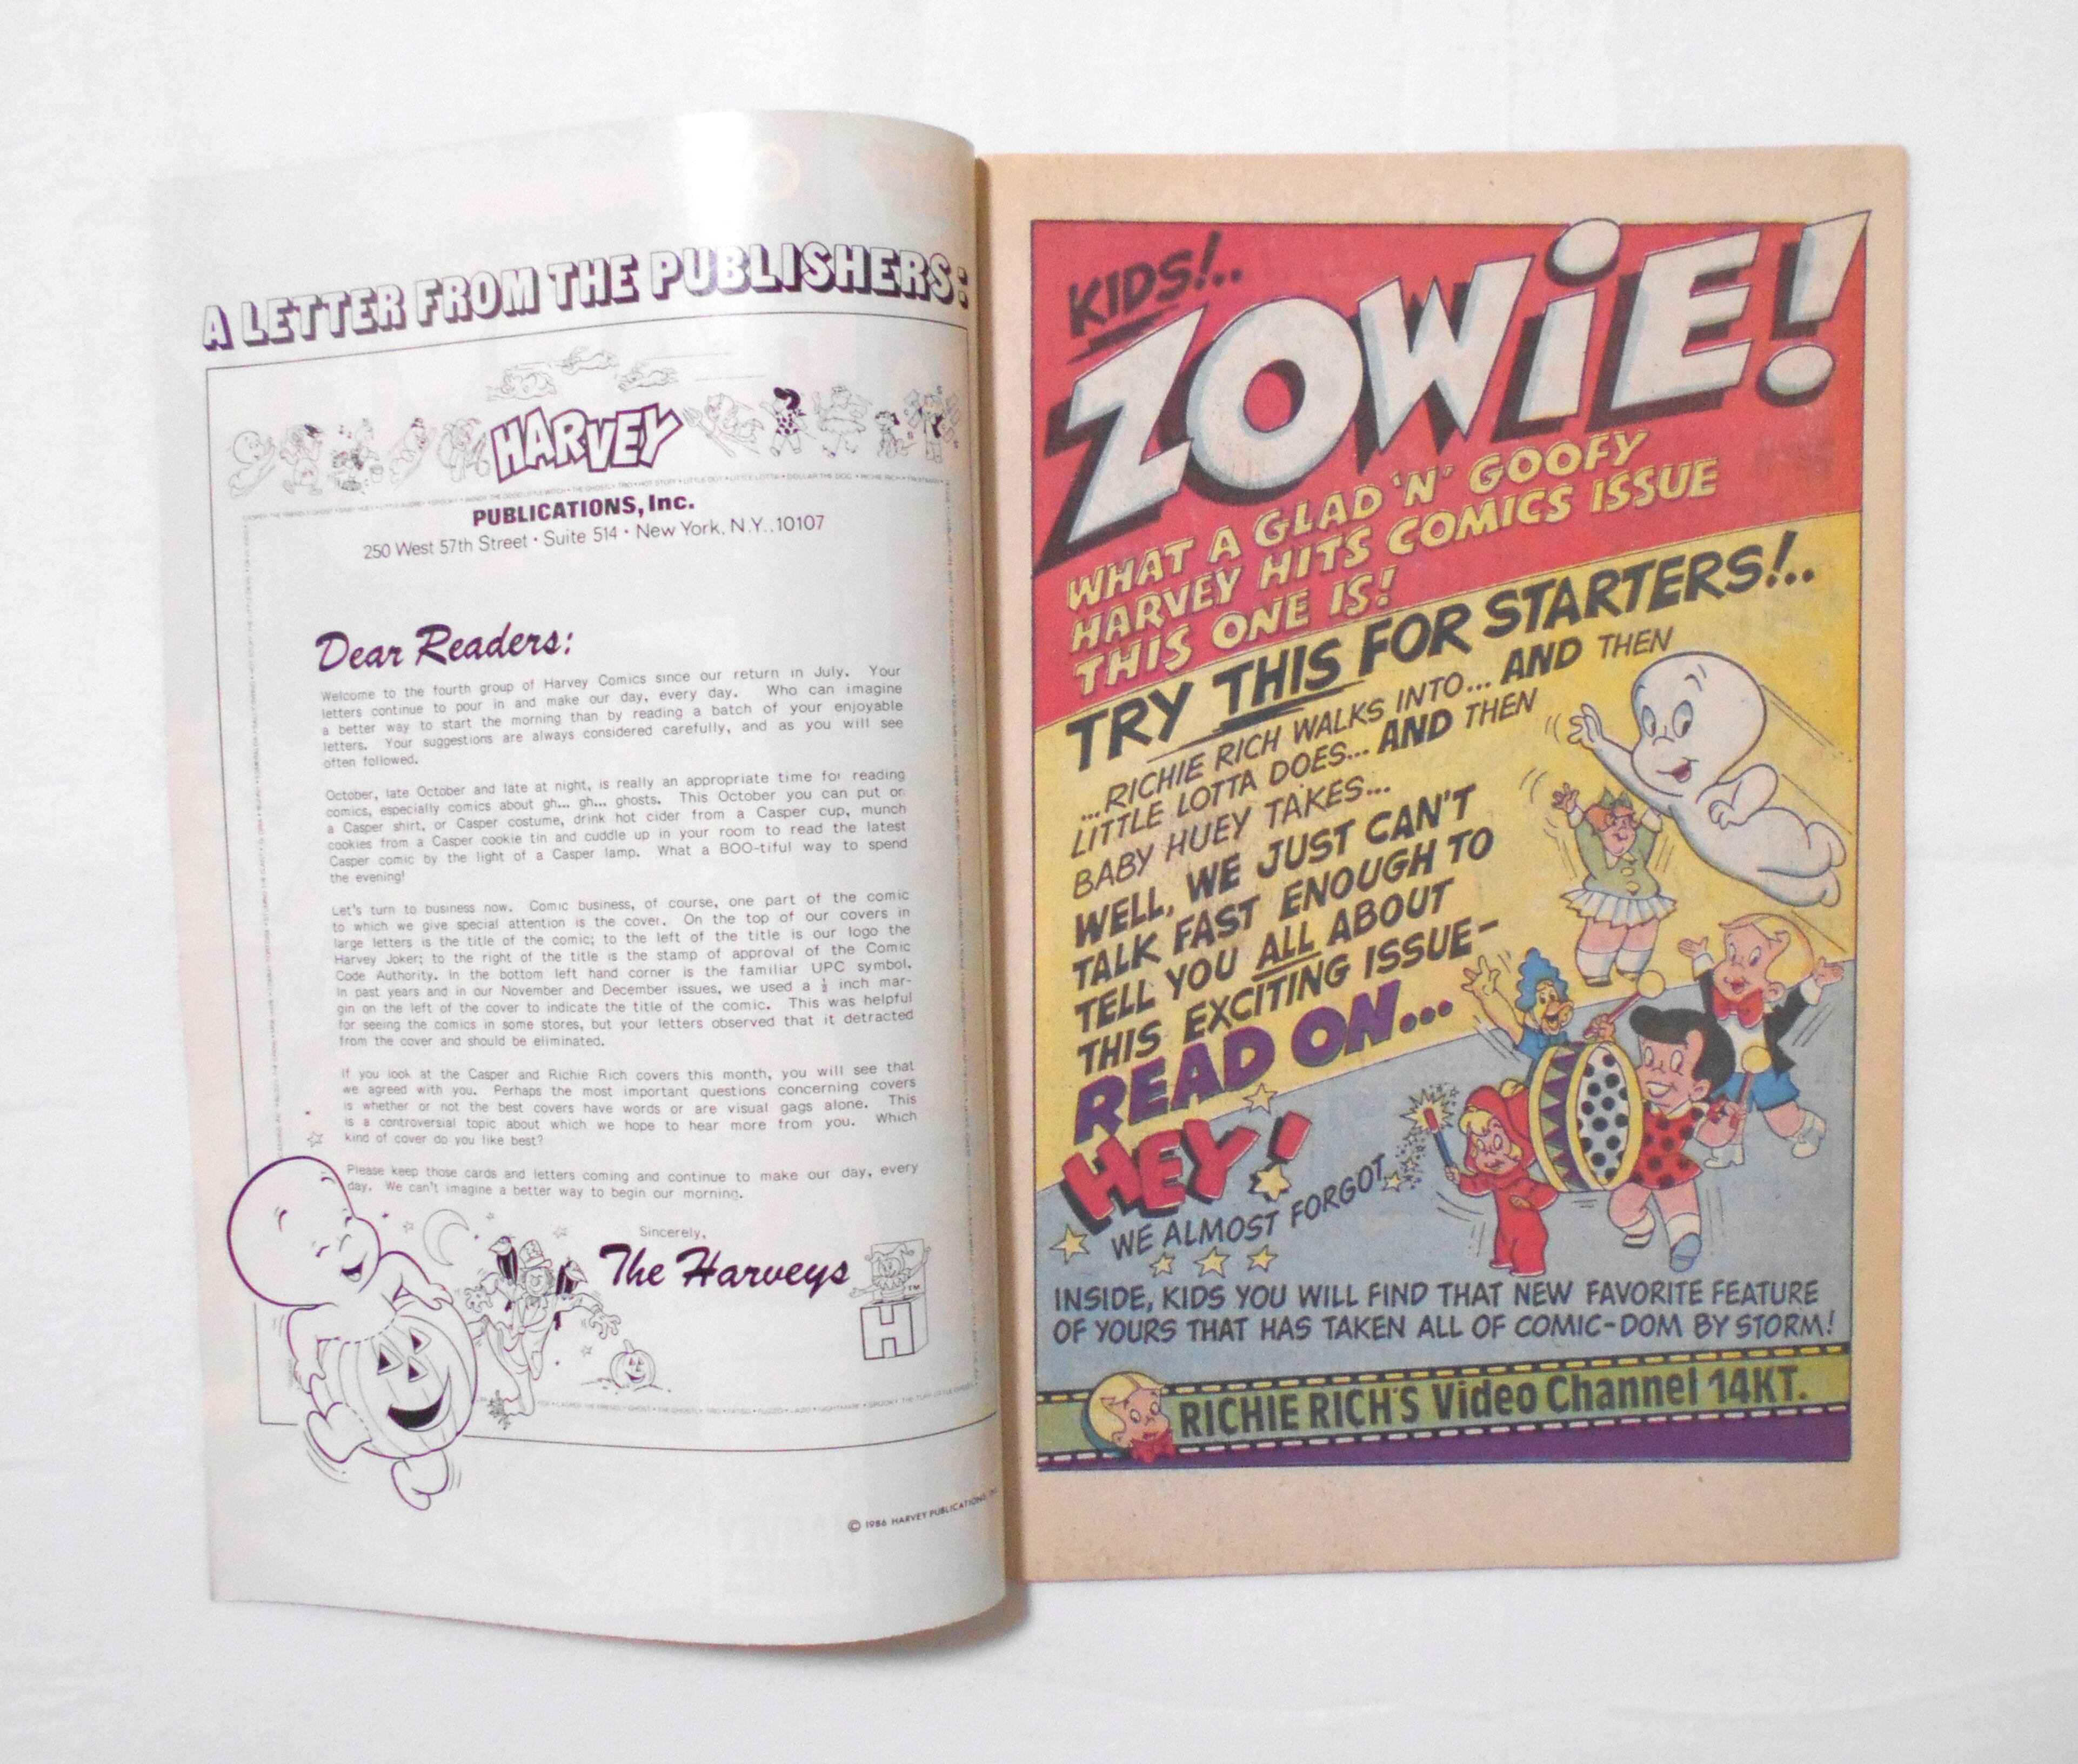 A LETTER FROM THE PUBLISHERS:
HARVEY
PUBLICATIONS, Inc.
250 West 57th Street • Suite 514 • New York, N.Y., 10107
Dear Readers:
Welcome to the fourth group of Harvey Comics since our return in July. Your
letters continue to pour in and make our day, every day. Who can imagine
a better way to start the morning than by reading a batch of your enjoyable
letters. Your suggestions are always considered carefully, and as you will see
often followed.
October, late October and late at night, is really an appropriate time for reading
comics, especially comics about gh... gh... ghosts. This October you can put on
a Casper shirt, or Casper costume, drink hot cider from a Casper cup, munch
cookies from a Casper cookie tin and cuddle up in your room to read the latest
Casper comic by the light of a Casper lamp. What a BOO-tiful way to spend
the evening!
Let's turn to business now. Comic business, of course, one part of the comic
to which we give special attention is the cover. On the top of our covers in
large letters is the title of the comic; to the left of the title is our logo the
Harvey Joker; to the right of the title is the stamp of approval of the Comic
Code Authority. In the bottom left hand corner is the familiar UPC symbol.
In past years and in our November and December issues, we used a ½ inch mar-
gin on the left of the cover to indicate the title of the comic. This was helpful
for seeing the comics in some stores, but your letters observed that it detracted
from the cover and should be eliminated.
If you look at the Casper and Richie Rich covers this month, you will see that
we agreed with you. Perhaps the most important questions concerning covers
is whether or not the best covers have words or are visual gags alone. This
is a controversial topic about which we hope to hear more from you. Which
kind of cover do you like best?
Please keep those cards and letters coming and continue to make our day, every
day. We can't imagine a better way to begin our morning.
Sincerely,
The Harveys
TM
H
© 1986 HARVEY PUBLICATIONS
KIDS!..
ZOWiE!
WHAT A GLAD 'N' GOOFY
HARVEY HITS COMICS ISSUE
THIS ONE IS!
TRY THIS FOR STARTERS!..
...RICHIE RICH WALKS INTO... AND THEN
LITTLE LOTTA DOES... AND THEN
BABY HUEY TAKES...
WELL, WE JUST CAN'T
TALK FAST ENOUGH TO
TELL YOU ALL ABOUT
THIS EXCITING ISSUE-
READ ON...
HEY!
WE ALMOST FORGOT
INSIDE, KIDS YOU WILL FIND THAT NEW FAVORITE FEATURE
OF YOURS THAT HAS TAKEN ALL OF COMIC-DOM BY STORM!
RICHIE RICH'S Video Channel 14KT.